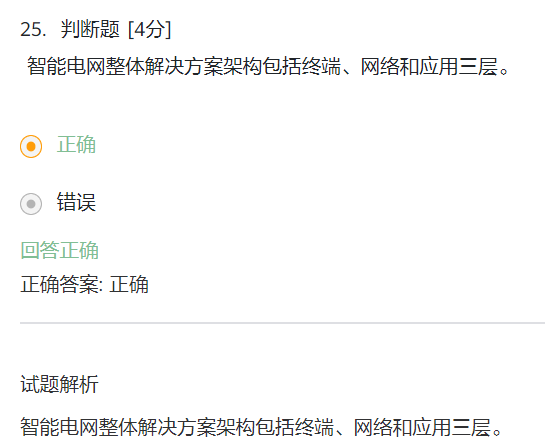 25. 判断题 [4分]
智能电网整体解决方案架构包括终端、网络和应用三层。
正确
错误
回答正确
正确答案: 正确
试题解析
智能电网整体解决方案架构包括终端、网络和应用三层。